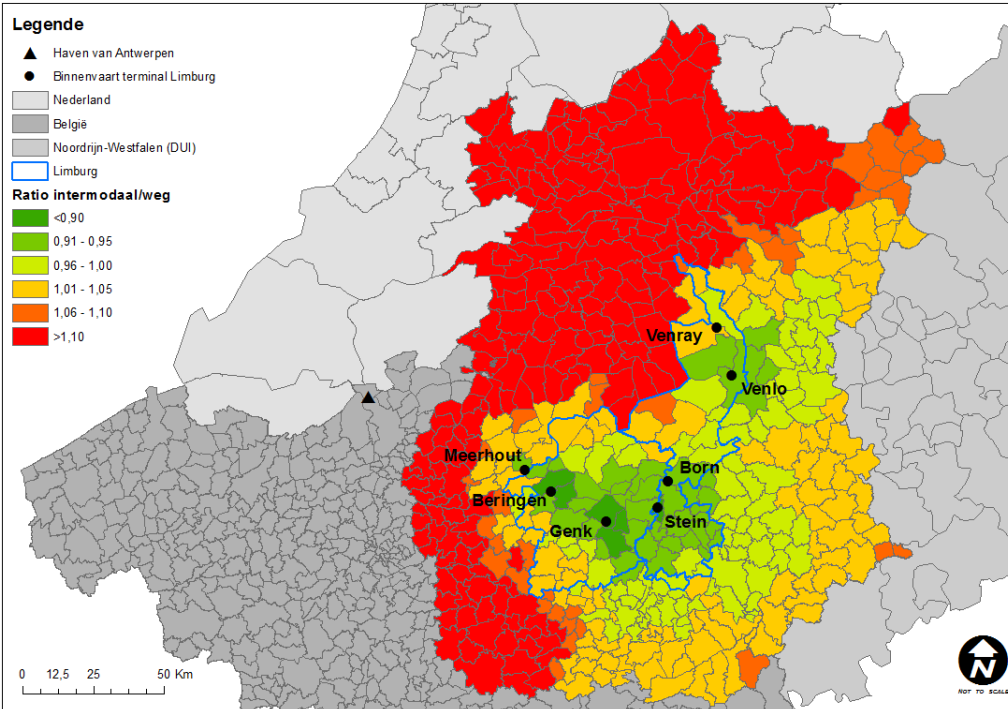 Legende
Haven van Antwerpen
Binnenvaart terminal Limburg
Nederland
België
Noordrijn-Westfalen (DUI)
Limburg
Ratio intermodaal/weg
<0,90
0,91 - 0,95
0,96 - 1,00
1,01 - 1,05
1,06 - 1,10
>1,10
Venray
Venlo
Meerhout
Born
Beringen
Stein
Genk
0 12,5 25 50 Km
N
NOT TO SCALE